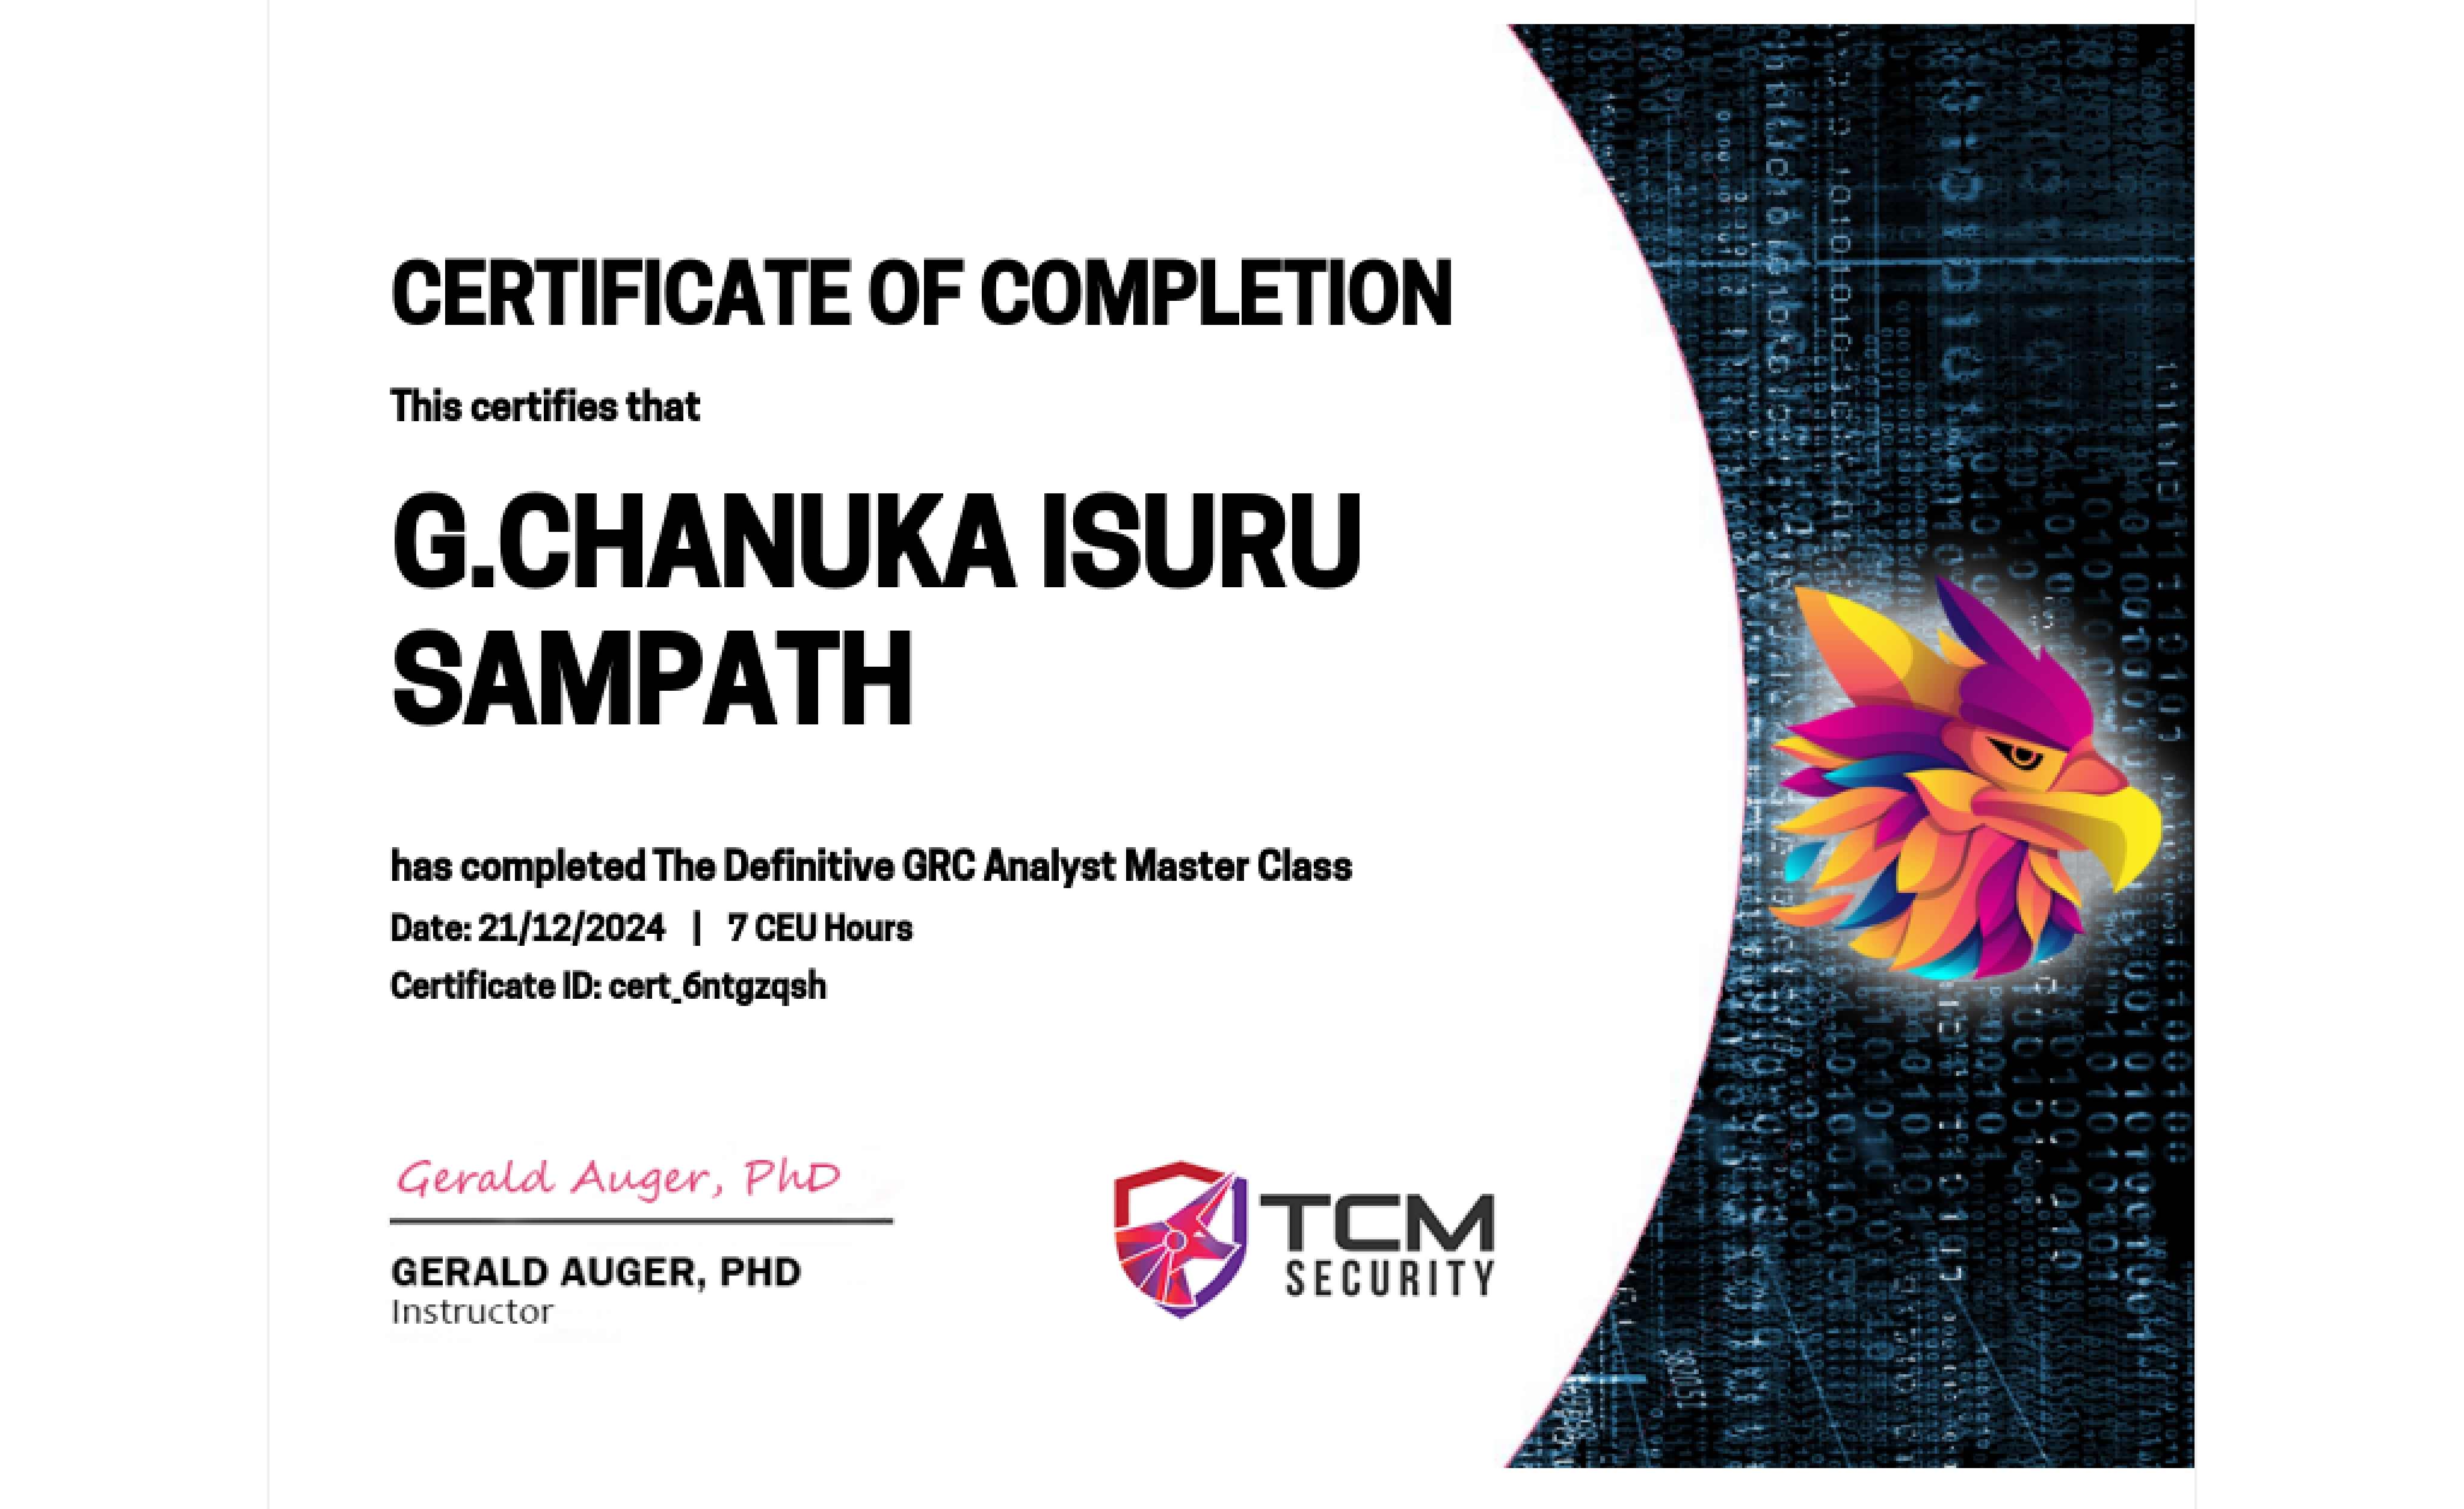 CERTIFICATE OF COMPLETION
This certifies that
G.CHANUKA ISURU
SAMPATH
has completed The Definitive GRC Analyst Master Class
Date: 21/12/2024 | 7 CEU Hours
Certificate ID: cert_6ntgzqsh
Gerald Auger, PhD
GERALD AUGER, PHD
Instructor
TCM
SECURITY